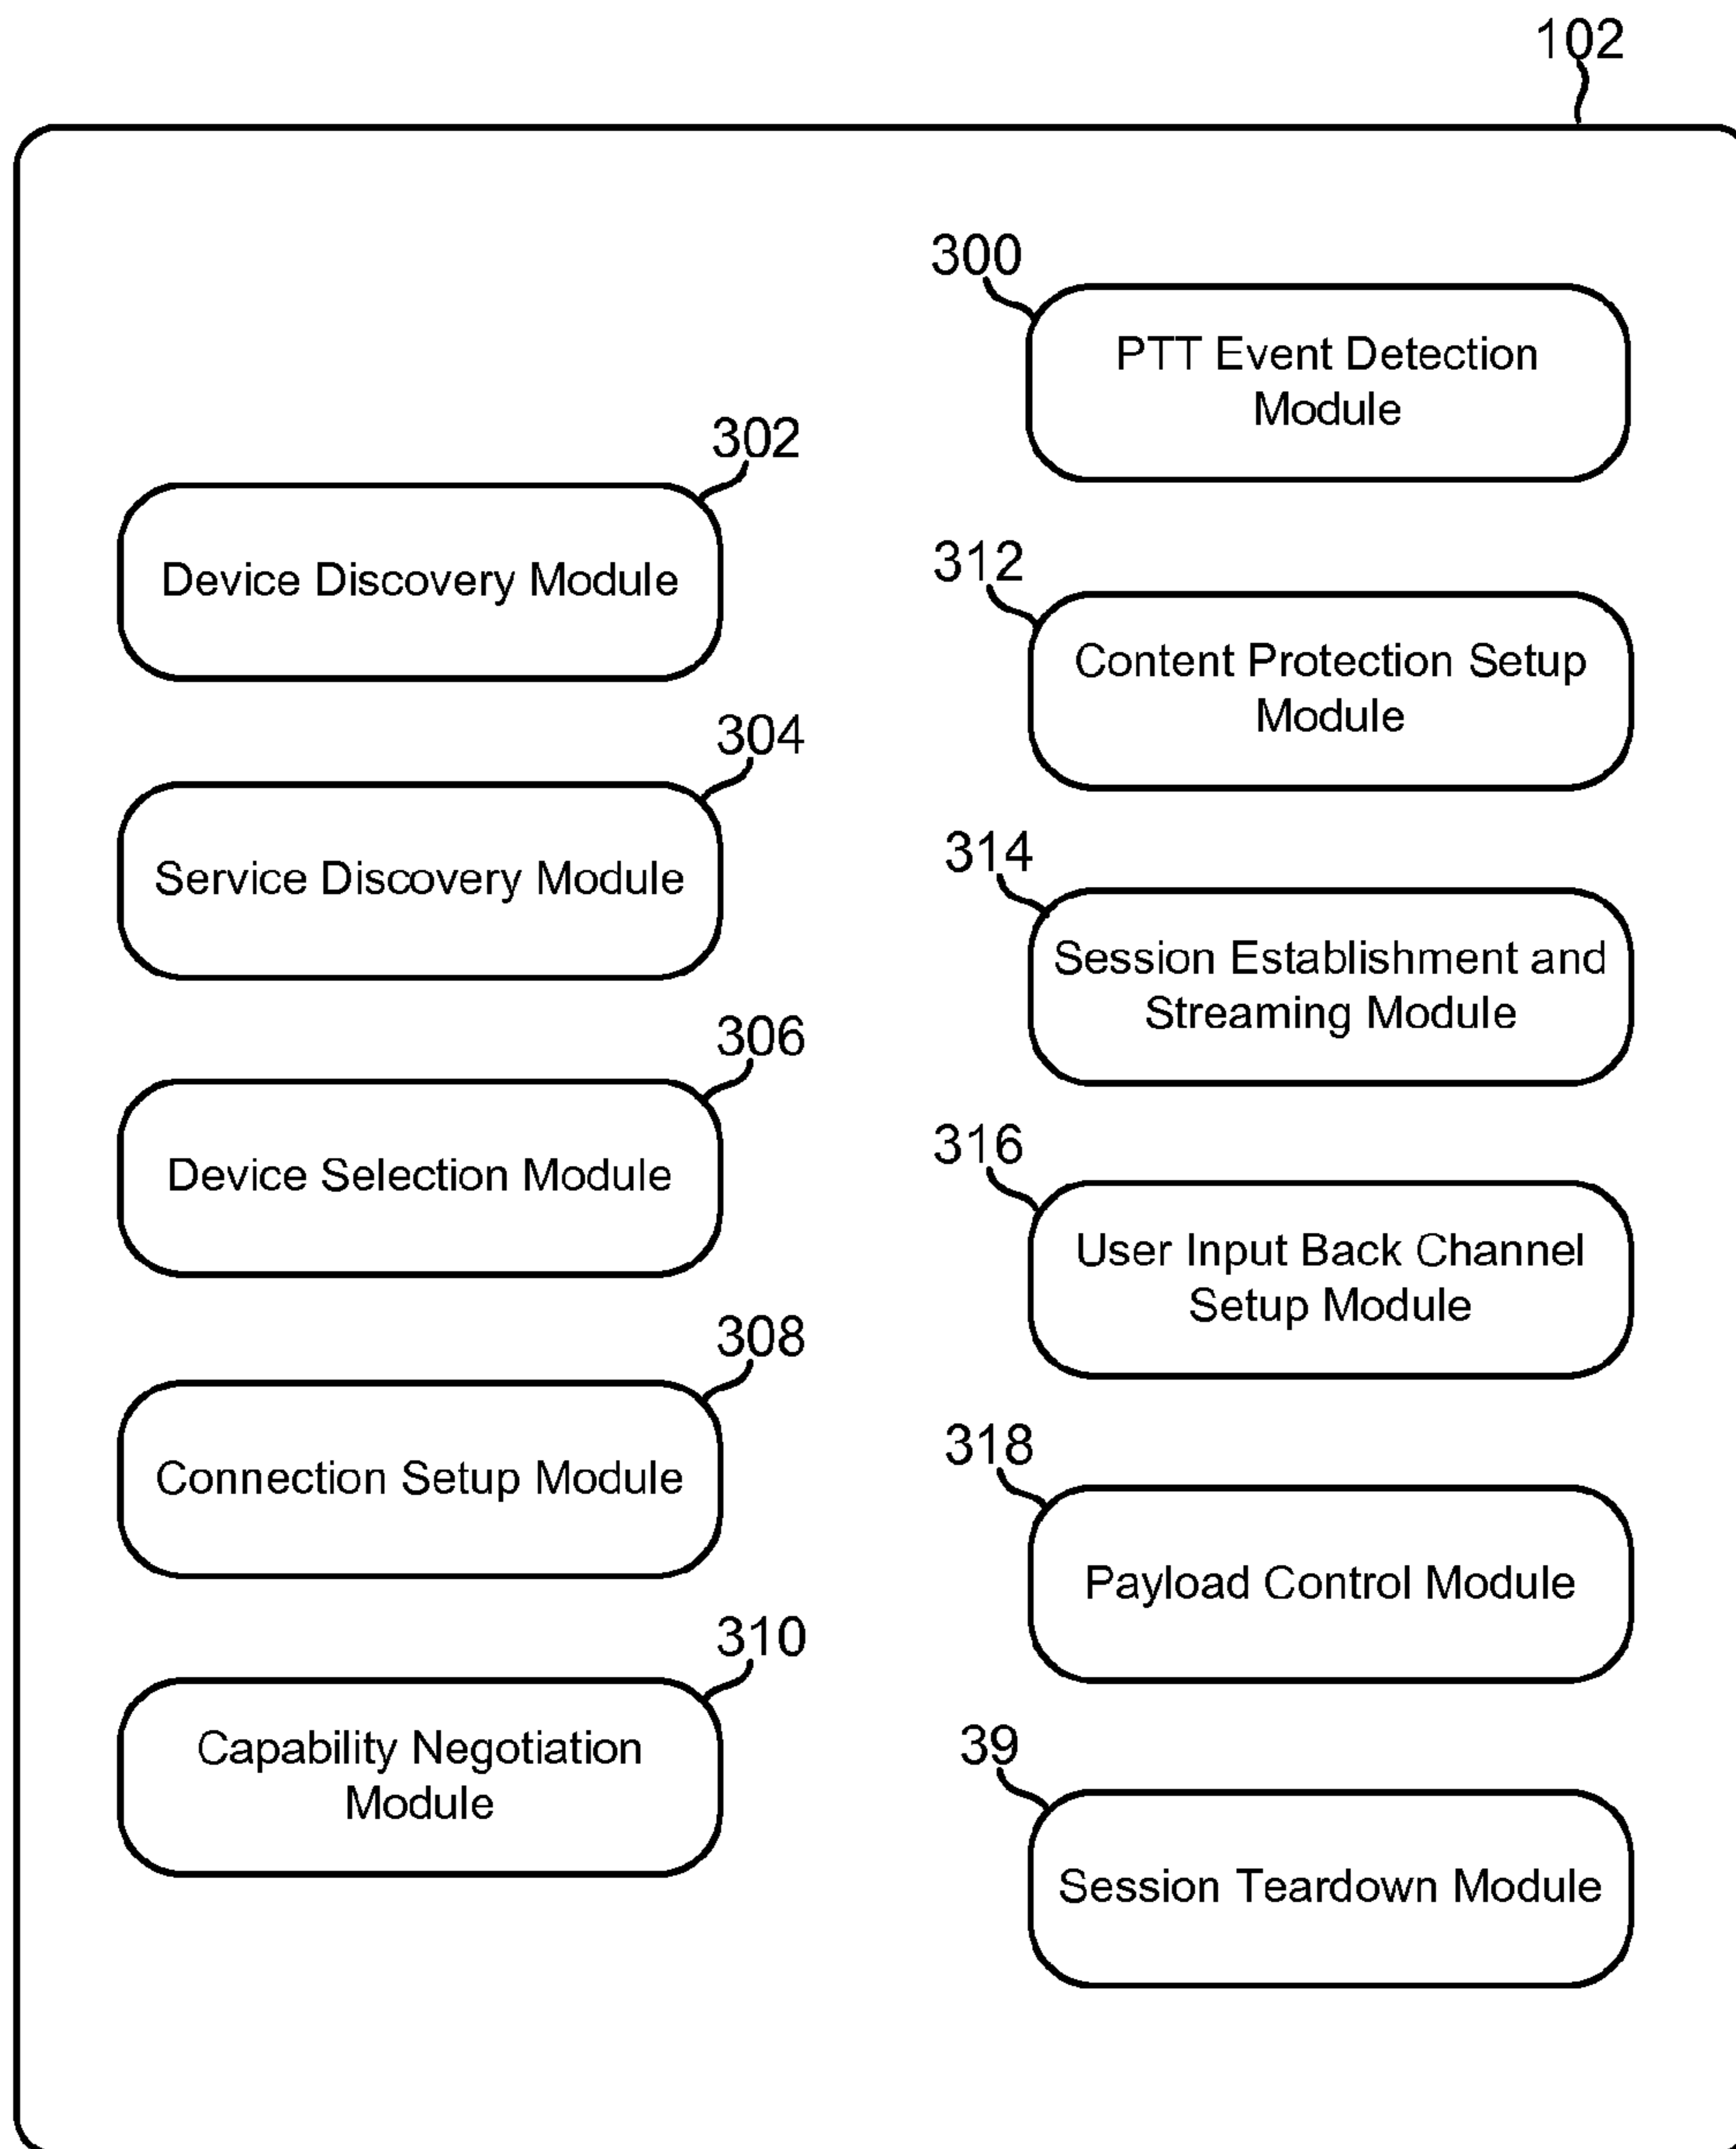 102
300
PTT Event Detection
Module
302
Device Discovery Module
312
Content Protection Setup
Module
304
Service Discovery Module
314
Session Establishment and
Streaming Module
306
Device Selection Module
316
User Input Back Channel
Setup Module
308
Connection Setup Module
318
Payload Control Module
310
Capability Negotiation
Module
39
Session Teardown Module